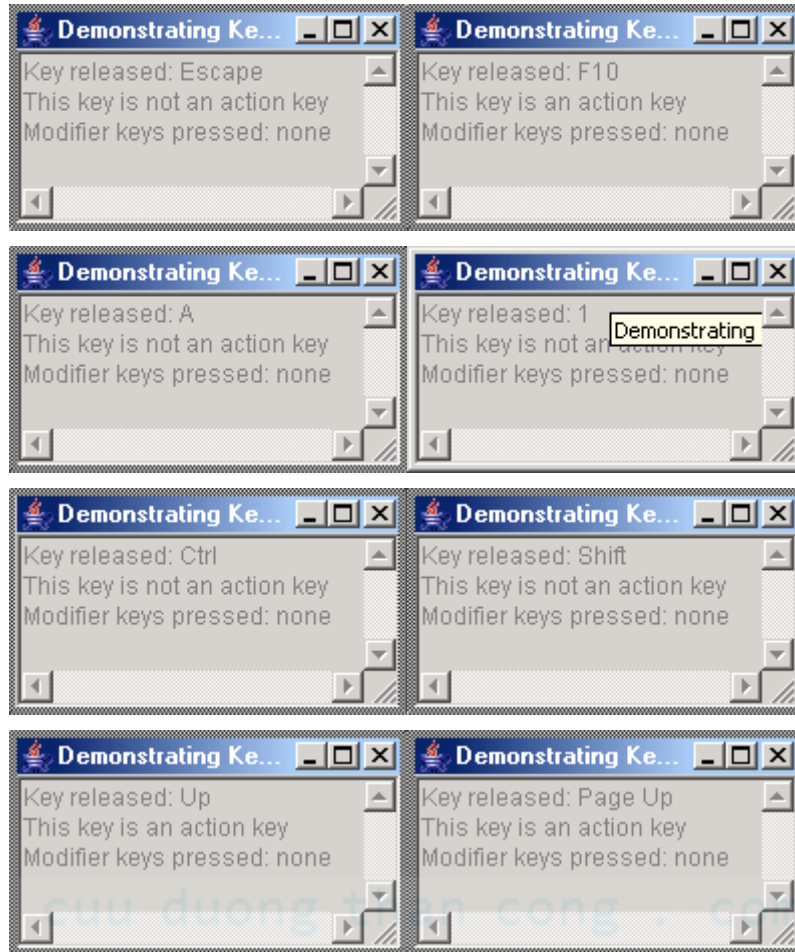 Demonstrating Ke...
Key released: Escape
This key is not an action key
Modifier keys pressed: none
Demonstrating Ke...
Key released: F10
This key is an action key
Modifier keys pressed: none
Demonstrating Ke...
Key released: A
This key is not an action key
Modifier keys pressed: none
Demonstrating Ke...
Key released: 1
Demonstrating
This key is not an action key
Modifier keys pressed: none
Demonstrating Ke...
Key released: Ctrl
This key is not an action key
Modifier keys pressed: none
Demonstrating Ke...
Key released: Shift
This key is not an action key
Modifier keys pressed: none
Demonstrating Ke...
Key released: Up
This key is an action key
Modifier keys pressed: none
Demonstrating Ke...
Key released: Page Up
This key is an action key
Modifier keys pressed: none
cuu duong than cong . com